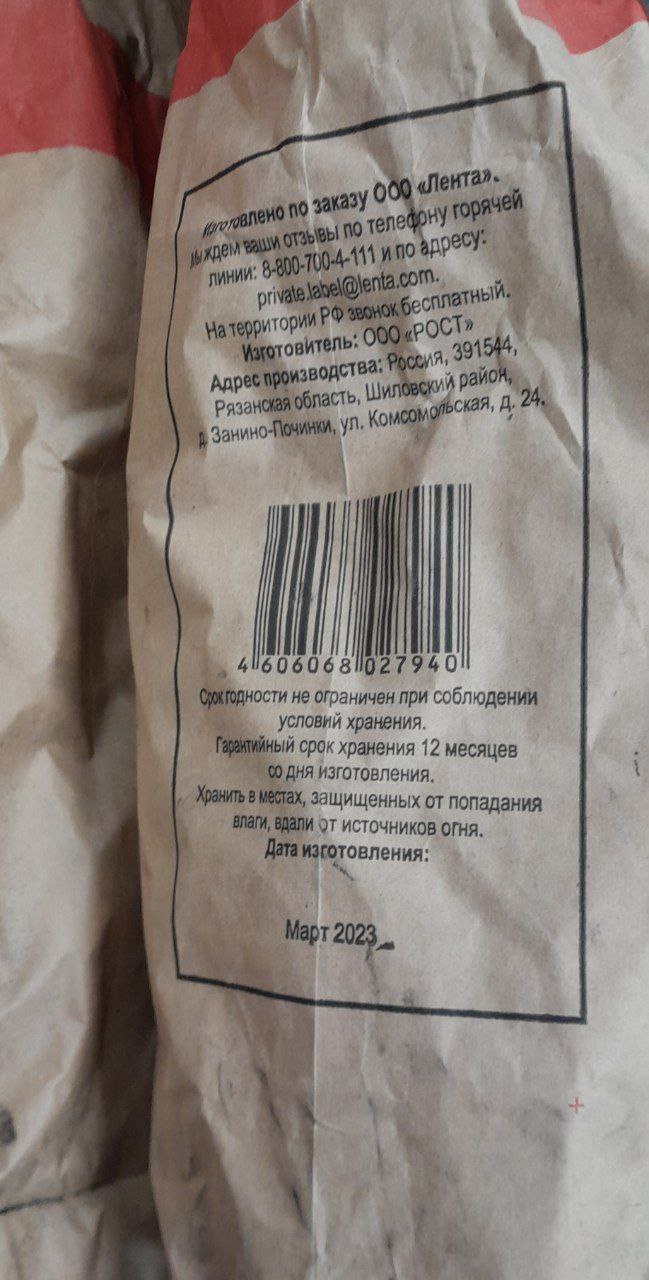 Изготовлено по заказу ООО «Лента».
Мы ждем ваши отзывы по телефону горячей
линии: 8-800-700-4-111 и по адресу:
private.label@lenta.com.
На территории РФ звонок бесплатный.
Изготовитель: ООО «РОСТ»
Адрес производства: Россия, 391544,
Рязанская область, Шиловский район,
д. Занино-Починки, ул. Комсомольская, д. 24.
4 606068 027940
Срок годности не ограничен при соблюдении
условий хранения.
Гарантийный срок хранения 12 месяцев
со дня изготовления.
Хранить в местах, защищенных от попадания
влаги, вдали от источников огня.
Дата изготовления:
Март 2023